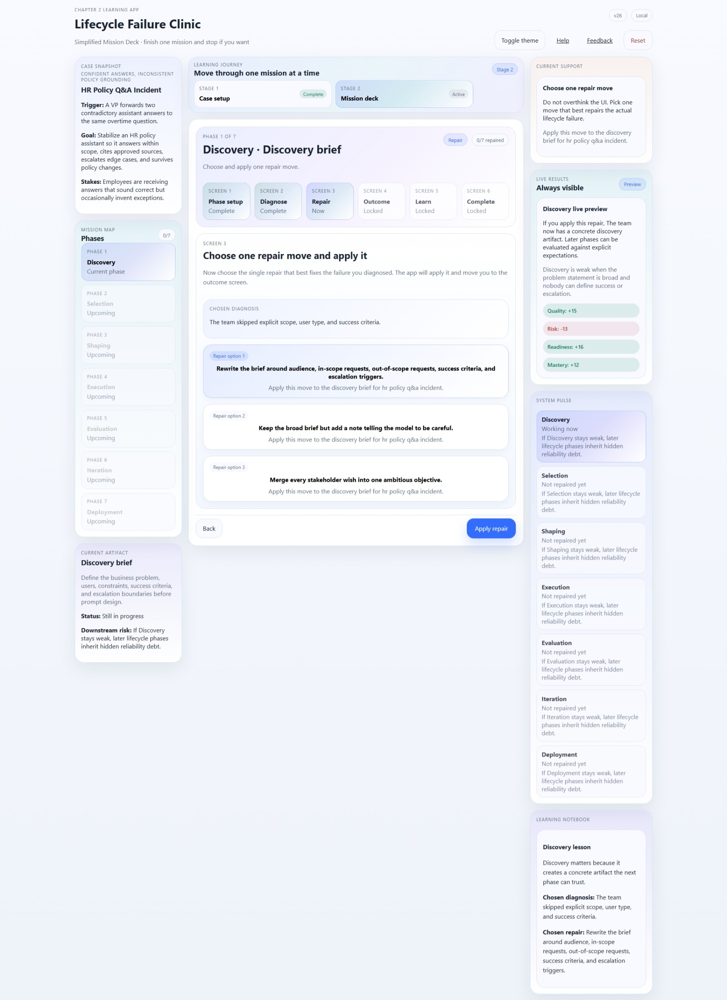 CHAPTER 2 LEARNING APP
Lifecycle Failure Clinic
Simplified Mission Deck · finish one mission and stop if you want
v26
Local
Toggle theme
Help
Feedback
Reset
CASE SNAPSHOT
CONFIDENT ANSWERS, INCONSISTENT
POLICY GROUNDING
HR Policy Q&A Incident
Trigger: A VP forwards two
contradictory assistant answers to
the same overtime question.
Goal: Stabilize an HR policy
assistant so it answers within
scope, cites approved sources,
escalates edge cases, and survives
policy changes.
Stakes: Employees are receiving
answers that sound correct but
occasionally invent exceptions.
MISSION MAP
Phases
0/7
PHASE 1
Discovery
Current phase
PHASE 2
Selection
Upcoming
PHASE 3
Shaping
Upcoming
PHASE 4
Execution
Upcoming
PHASE 5
Evaluation
Upcoming
PHASE 6
Iteration
Upcoming
PHASE 7
Deployment
Upcoming
CURRENT ARTIFACT
Discovery brief
Define the business problem,
users, constraints, success criteria,
and escalation boundaries before
prompt design.
Status: Still in progress
Downstream risk: If Discovery
stays weak, later lifecycle phases
inherit hidden reliability debt.
LEARNING JOURNEY
Move through one mission at a time
Stage 2
STAGE 1
Case setup
Complete
STAGE 2
Mission deck
Active
PHASE 1 OF 7
Discovery · Discovery brief
Repair
0/7 repaired
Choose and apply one repair move.
SCREEN 1
Phase setup
Complete
SCREEN 2
Diagnose
Complete
SCREEN 3
Repair
Now
SCREEN 4
Outcome
Locked
SCREEN 5
Learn
Locked
SCREEN 6
Complete
Locked
SCREEN 3
Choose one repair move and apply it
Now choose the single repair that best fixes the failure you diagnosed. The app will apply it and move you to the
outcome screen.
CHOSEN DIAGNOSIS
The team skipped explicit scope, user type, and success criteria.
Repair option 1
Rewrite the brief around audience, in-scope requests, out-of-scope requests, success criteria, and
escalation triggers.
Apply this move to the discovery brief for hr policy q&a incident.
Repair option 2
Keep the broad brief but add a note telling the model to be careful.
Apply this move to the discovery brief for hr policy q&a incident.
Repair option 3
Merge every stakeholder wish into one ambitious objective.
Apply this move to the discovery brief for hr policy q&a incident.
Back
Apply repair
CURRENT SUPPORT
Choose one repair move
Do not overthink the UI. Pick one
move that best repairs the actual
lifecycle failure.
Apply this move to the discovery
brief for hr policy q&a incident.
LIVE RESULTS
Always visible
Preview
Discovery live preview
If you apply this repair, The team
now has a concrete discovery
artifact. Later phases can be
evaluated against explicit
expectations.
Discovery is weak when the
problem statement is broad and
nobody can define success or
escalation.
Quality: +15
Risk: -13
Readiness: +16
Mastery: +12
SYSTEM PULSE
Discovery
Working now
If Discovery stays weak, later
lifecycle phases inherit hidden
reliability debt.
Selection
Not repaired yet
If Selection stays weak, later lifecycle
phases inherit hidden reliability
debt.
Shaping
Not repaired yet
If Shaping stays weak, later lifecycle
phases inherit hidden reliability
debt.
Execution
Not repaired yet
If Execution stays weak, later
lifecycle phases inherit hidden
reliability debt.
Evaluation
Not repaired yet
If Evaluation stays weak, later
lifecycle phases inherit hidden
reliability debt.
Iteration
Not repaired yet
If Iteration stays weak, later lifecycle
phases inherit hidden reliability
debt.
Deployment
Not repaired yet
If Deployment stays weak, later
lifecycle phases inherit hidden
reliability debt.
LEARNING NOTEBOOK
Discovery lesson
Discovery matters because it
creates a concrete artifact the next
phase can trust.
Chosen diagnosis: The team
skipped explicit scope, user type,
and success criteria.
Chosen repair: Rewrite the brief
around audience, in-scope
requests, out-of-scope requests,
success criteria, and escalation
triggers.